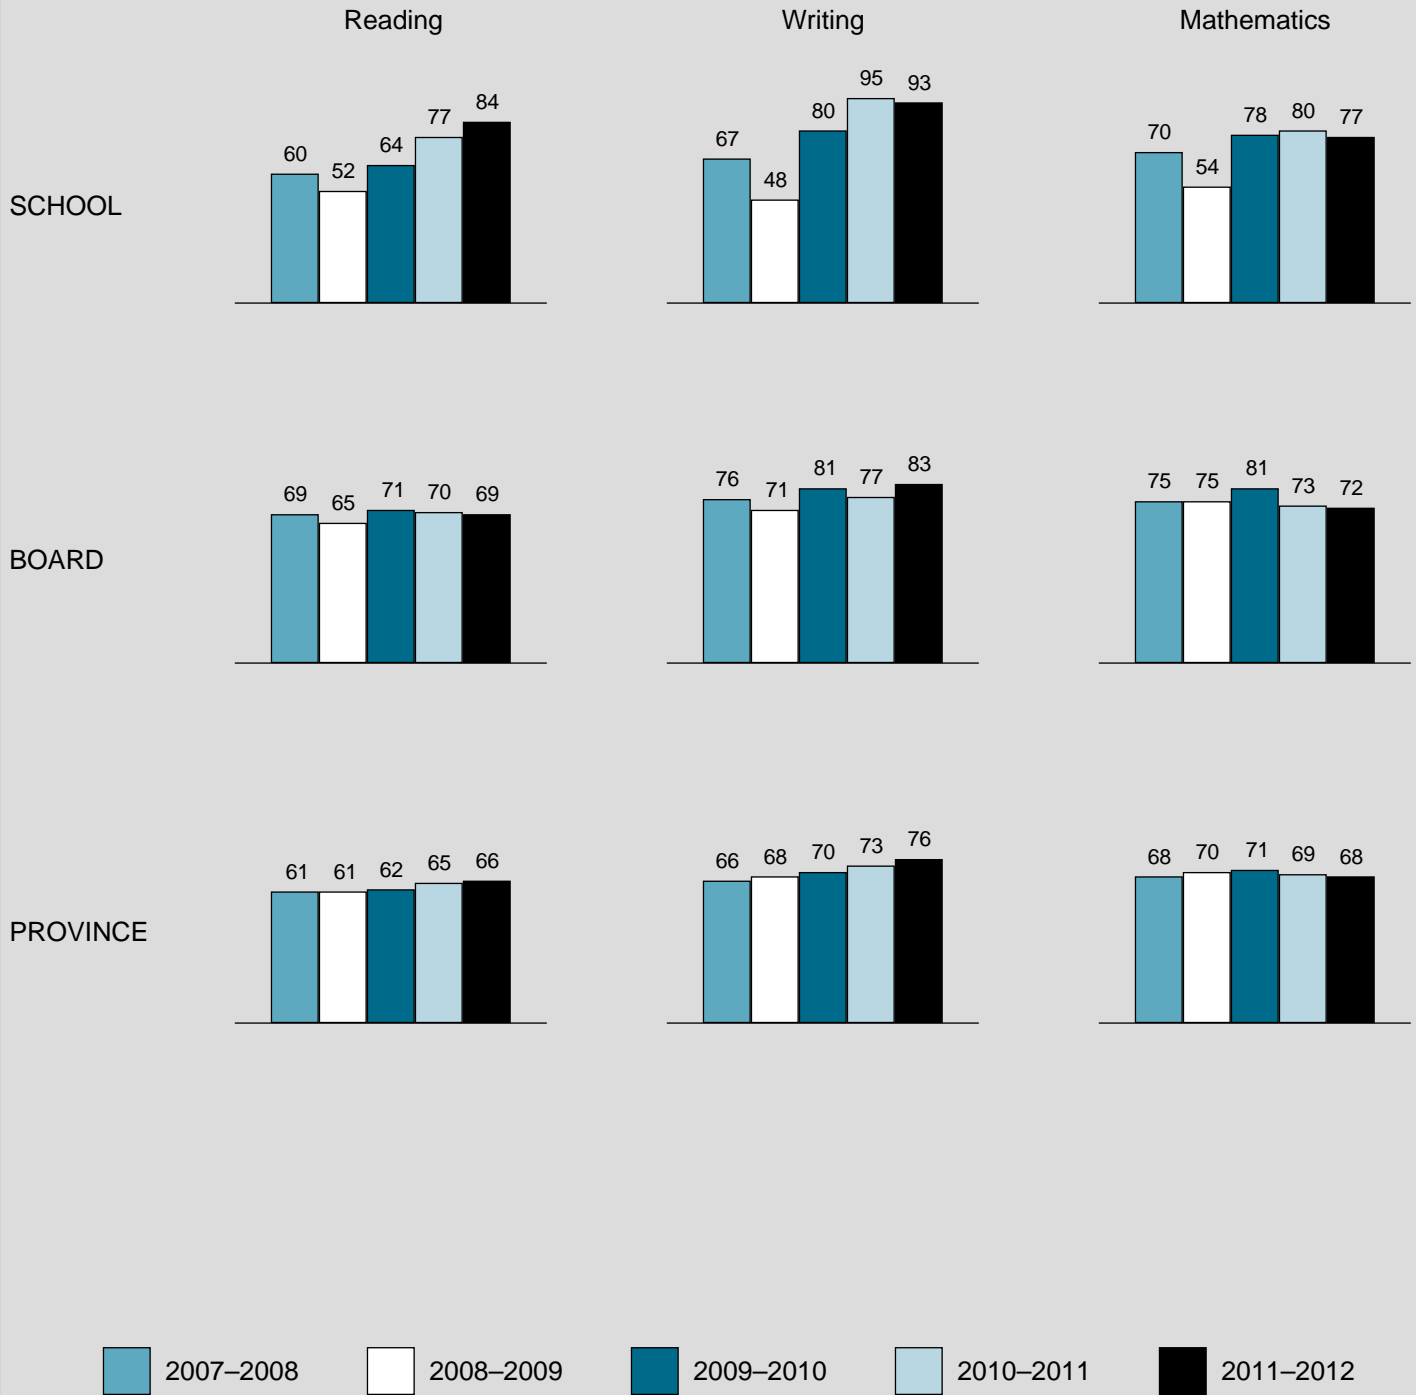 Reading Writing Mathematics
SCHOOL
60 52 64 77 84
67 48 80 95 93
70 54 78 80 77
BOARD
69 65 71 70 69
76 71 81 77 83
75 75 81 73 72
PROVINCE
61 61 62 65 66
66 68 70 73 76
68 70 71 69 68
2007–2008 2008–2009 2009–2010 2010–2011 2011–2012